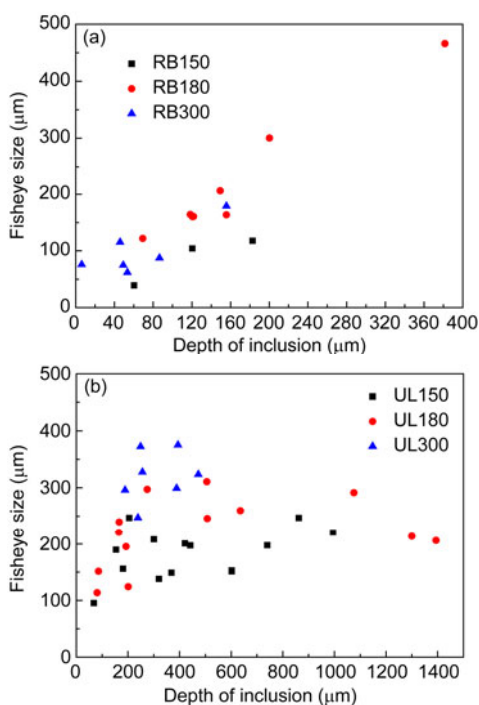 500
(a)
RB150
RB180
RB300
400
300
200
100
0
Fisheye size (μm)
0 40 80 120 160 200 240 280 320 360 400
Depth of inclusion (μm)
500
(b)
UL150
UL180
UL300
400
300
200
100
0
Fisheye size (μm)
0 200 400 600 800 1000 1200 1400
Depth of inclusion (μm)